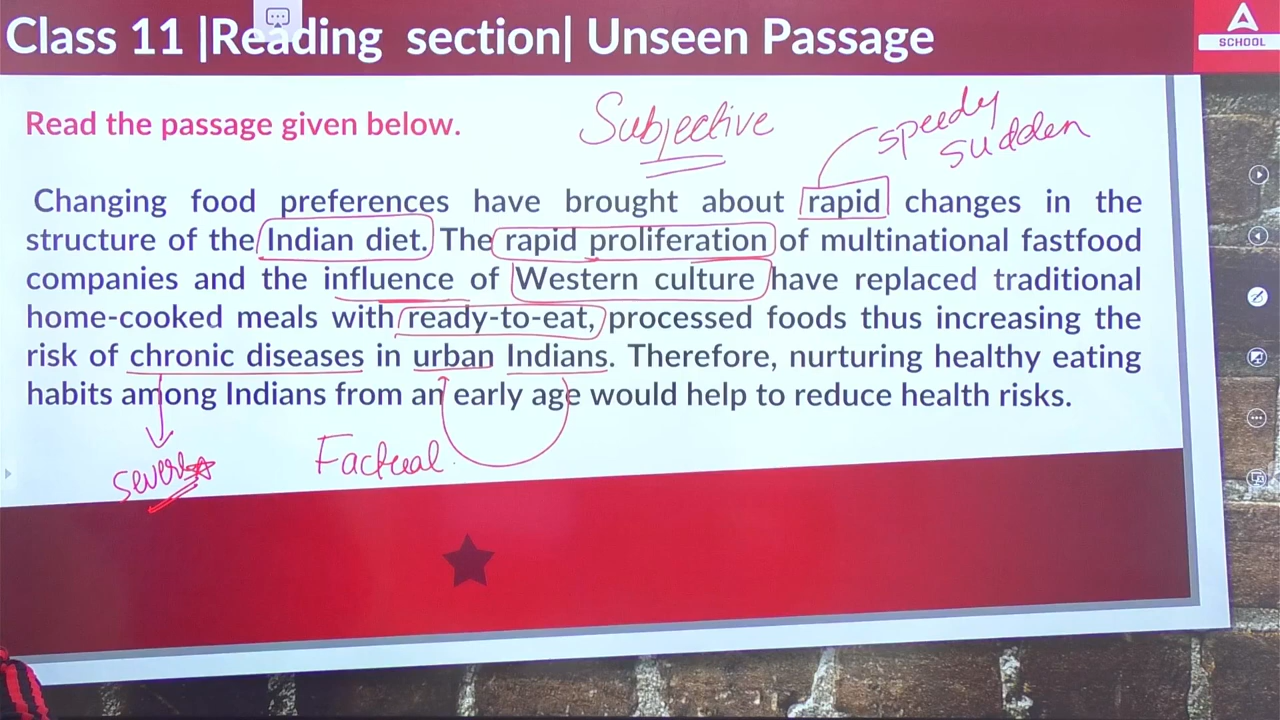 Class 11 |Reading section| Unseen Passage
A
SCHOOL
Read the passage given below.
Subjective
speedy
sudden
Changing food preferences have brought about rapid changes in the
structure of the Indian diet. The rapid proliferation of multinational fastfood
companies and the influence of Western culture have replaced traditional
home-cooked meals with ready-to-eat, processed foods thus increasing the
risk of chronic diseases in urban Indians. Therefore, nurturing healthy eating
habits among Indians from an early age would help to reduce health risks.
severe
Factual